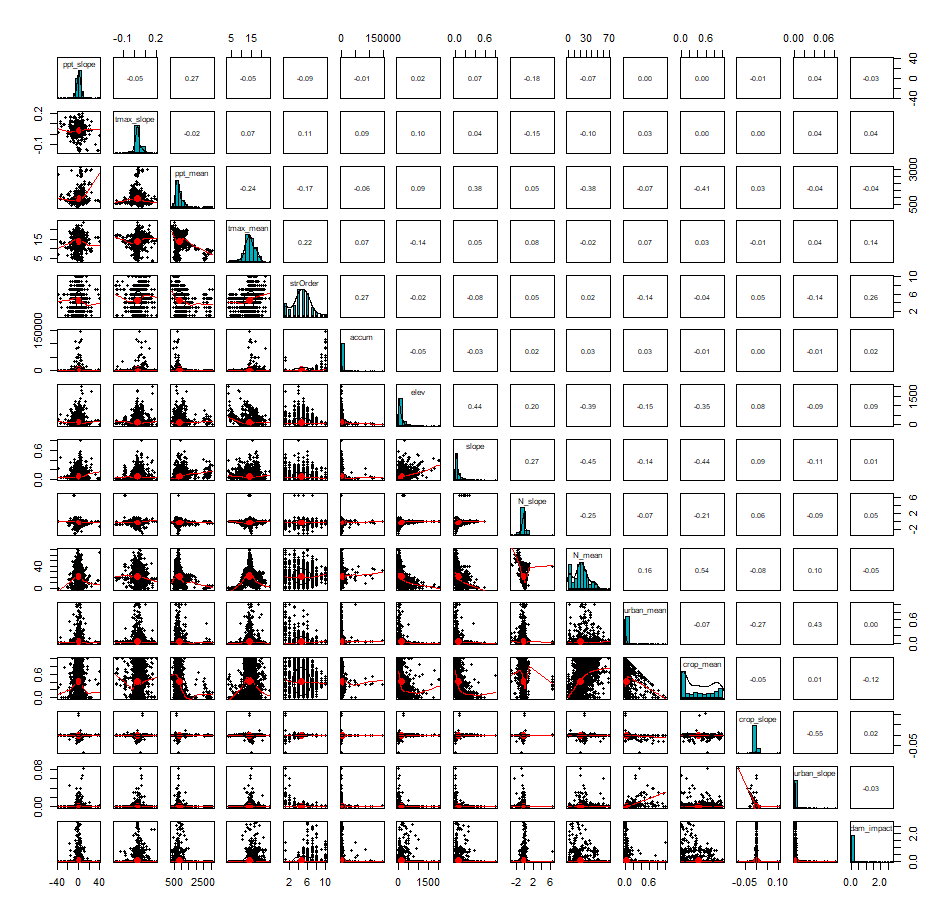 -0.1 0.2 5 15 0 150000 0.0 0.6 0 30 70 0.0 0.6 0.00 0.06
ppt_slope -0.05 0.27 -0.05 -0.09 -0.01 0.02 0.07 -0.18 -0.07 0.00 0.00 -0.01 0.04 -0.03 -40 40
-0.1 0.2 tmax_slope -0.02 0.07 0.11 0.09 0.10 0.04 -0.15 -0.10 0.03 0.00 0.00 0.04 0.04
ppt_mean -0.24 -0.17 -0.06 0.09 0.38 0.05 -0.38 -0.07 -0.41 0.03 -0.04 -0.04 500 3000
5 15 tmax_mean 0.22 0.07 -0.14 0.05 0.08 -0.02 0.07 0.03 -0.01 0.04 0.14
strOrder 0.27 -0.02 -0.08 0.05 0.02 -0.14 -0.04 0.05 -0.14 0.26 2 6 10
0 150000 accum -0.05 -0.03 0.02 0.03 0.03 -0.01 0.00 -0.01 0.02
elev 0.44 0.20 -0.39 -0.15 -0.35 0.08 -0.09 0.09 0 1500
0.0 0.6 slope 0.27 -0.45 -0.14 -0.44 0.09 -0.11 0.01
N_slope -0.25 -0.07 -0.21 0.06 -0.09 0.05 -2 2 6
0 40 N_mean 0.16 0.54 -0.08 0.10 -0.05
urban_mean -0.07 -0.27 0.43 0.00 0.0 0.6
0.0 0.6 crop_mean -0.05 0.01 -0.12
crop_slope -0.55 0.02 -0.05
0.00 0.08 urban_slope -0.03
dam_impact 0.0 2.0
-40 0 40 500 2500 2 6 10 0 1500 -2 2 6 0.0 0.6 -0.05 0.10 0.0 2.0